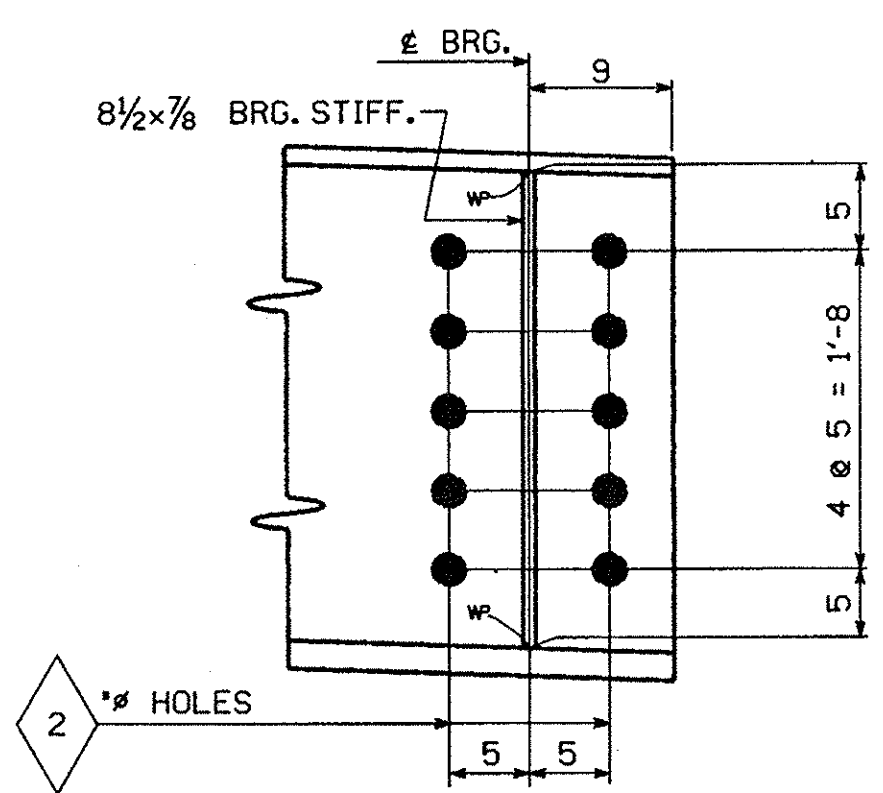 ℄ BRG.
9
8½×⅞ BRG. STIFF.
WP
5
4 @ 5 = 1'-8
WP
5
2
"ø HOLES
5 5